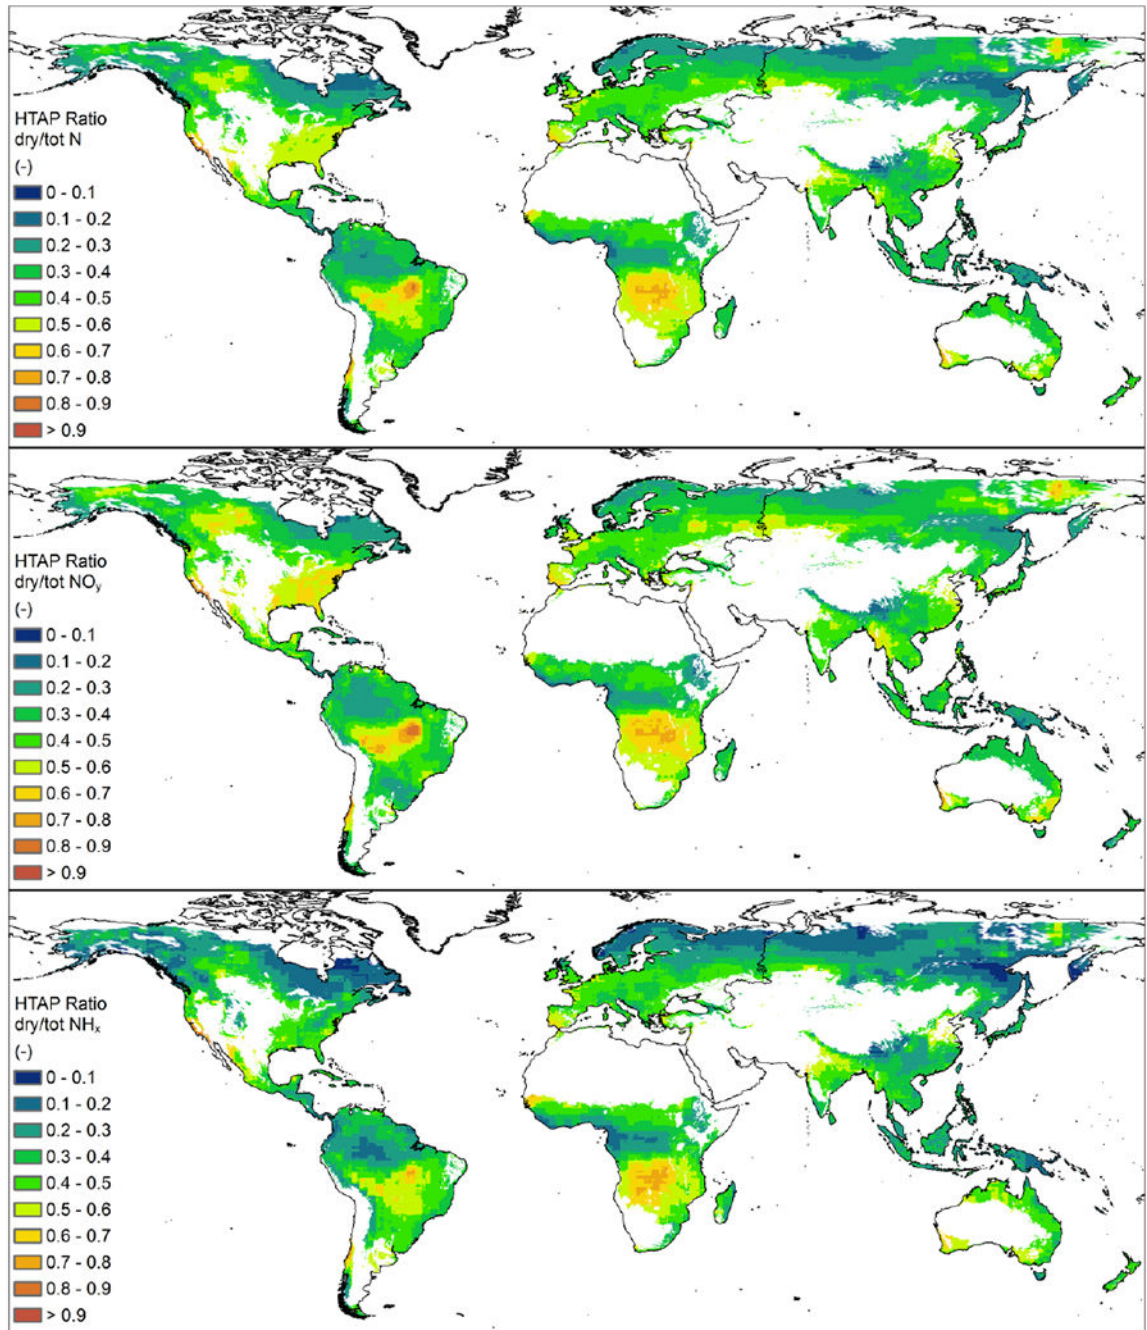 HTAP Ratio
dry/tot N
(-)
0 - 0.1
0.1 - 0.2
0.2 - 0.3
0.3 - 0.4
0.4 - 0.5
0.5 - 0.6
0.6 - 0.7
0.7 - 0.8
0.8 - 0.9
> 0.9
HTAP Ratio
dry/tot NOy
(-)
0 - 0.1
0.1 - 0.2
0.2 - 0.3
0.3 - 0.4
0.4 - 0.5
0.5 - 0.6
0.6 - 0.7
0.7 - 0.8
0.8 - 0.9
> 0.9
HTAP Ratio
dry/tot NHx
(-)
0 - 0.1
0.1 - 0.2
0.2 - 0.3
0.3 - 0.4
0.4 - 0.5
0.5 - 0.6
0.6 - 0.7
0.7 - 0.8
0.8 - 0.9
> 0.9